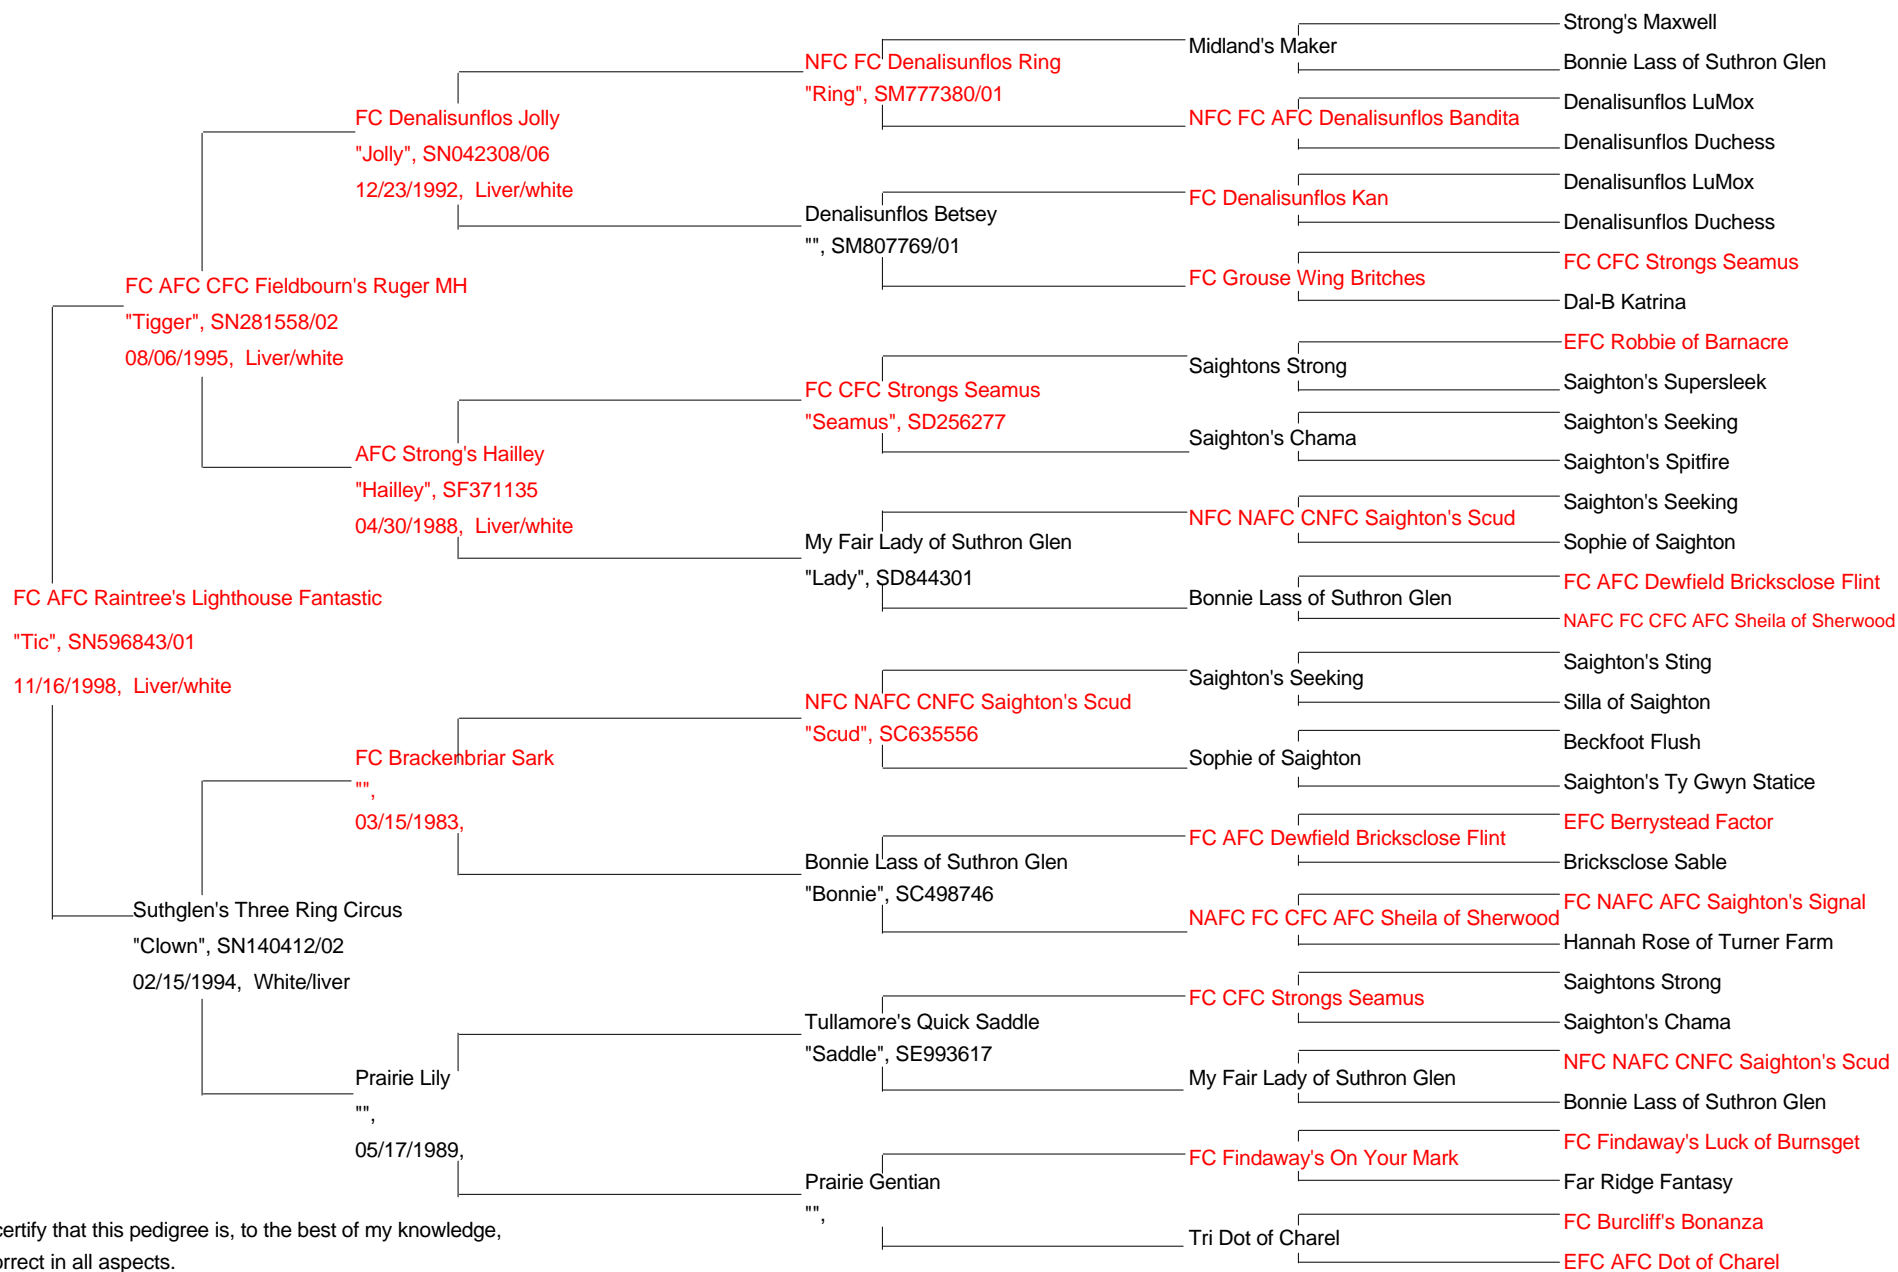 FC AFC Raintree's Lighthouse Fantastic
"Tic", SN596843/01
11/16/1998, Liver/white
FC AFC CFC Fieldbourn's Ruger MH
"Tigger", SN281558/02
08/06/1995, Liver/white
Suthglen's Three Ring Circus
"Clown", SN140412/02
02/15/1994, White/liver
FC Denalisunflos Jolly
"Jolly", SN042308/06
12/23/1992, Liver/white
AFC Strong's Hailley
"Hailley", SF371135
04/30/1988, Liver/white
FC Brackenbriar Sark
"",
03/15/1983,
Prairie Lily
"",
05/17/1989,
NFC FC Denalisunflos Ring
"Ring", SM777380/01
Denalisunflos Betsey
"", SM807769/01
FC CFC Strongs Seamus
"Seamus", SD256277
My Fair Lady of Suthron Glen
"Lady", SD844301
NFC NAFC CNFC Saighton's Scud
"Scud", SC635556
Bonnie Lass of Suthron Glen
"Bonnie", SC498746
Tullamore's Quick Saddle
"Saddle", SE993617
Prairie Gentian
"",
Midland's Maker
NFC FC AFC Denalisunflos Bandita
FC Denalisunflos Kan
FC Grouse Wing Britches
Saightons Strong
Saighton's Chama
NFC NAFC CNFC Saighton's Scud
Bonnie Lass of Suthron Glen
Saighton's Seeking
Sophie of Saighton
FC AFC Dewfield Bricksclose Flint
NAFC FC CFC AFC Sheila of Sherwood
FC CFC Strongs Seamus
My Fair Lady of Suthron Glen
FC Findaway's On Your Mark
Tri Dot of Charel
Strong's Maxwell
Bonnie Lass of Suthron Glen
Denalisunflos LuMox
Denalisunflos Duchess
Denalisunflos LuMox
Denalisunflos Duchess
FC CFC Strongs Seamus
Dal-B Katrina
EFC Robbie of Barnacre
Saighton's Supersleek
Saighton's Seeking
Saighton's Spitfire
Saighton's Seeking
Sophie of Saighton
FC AFC Dewfield Bricksclose Flint
NAFC FC CFC AFC Sheila of Sherwood
Saighton's Sting
Silla of Saighton
Beckfoot Flush
Saighton's Ty Gwyn Statice
EFC Berrystead Factor
Bricksclose Sable
FC NAFC AFC Saighton's Signal
Hannah Rose of Turner Farm
Saightons Strong
Saighton's Chama
NFC NAFC CNFC Saighton's Scud
Bonnie Lass of Suthron Glen
FC Findaway's Luck of Burnsget
Far Ridge Fantasy
FC Burcliff's Bonanza
EFC AFC Dot of Charel
certify that this pedigree is, to the best of my knowledge,
orrect in all aspects.